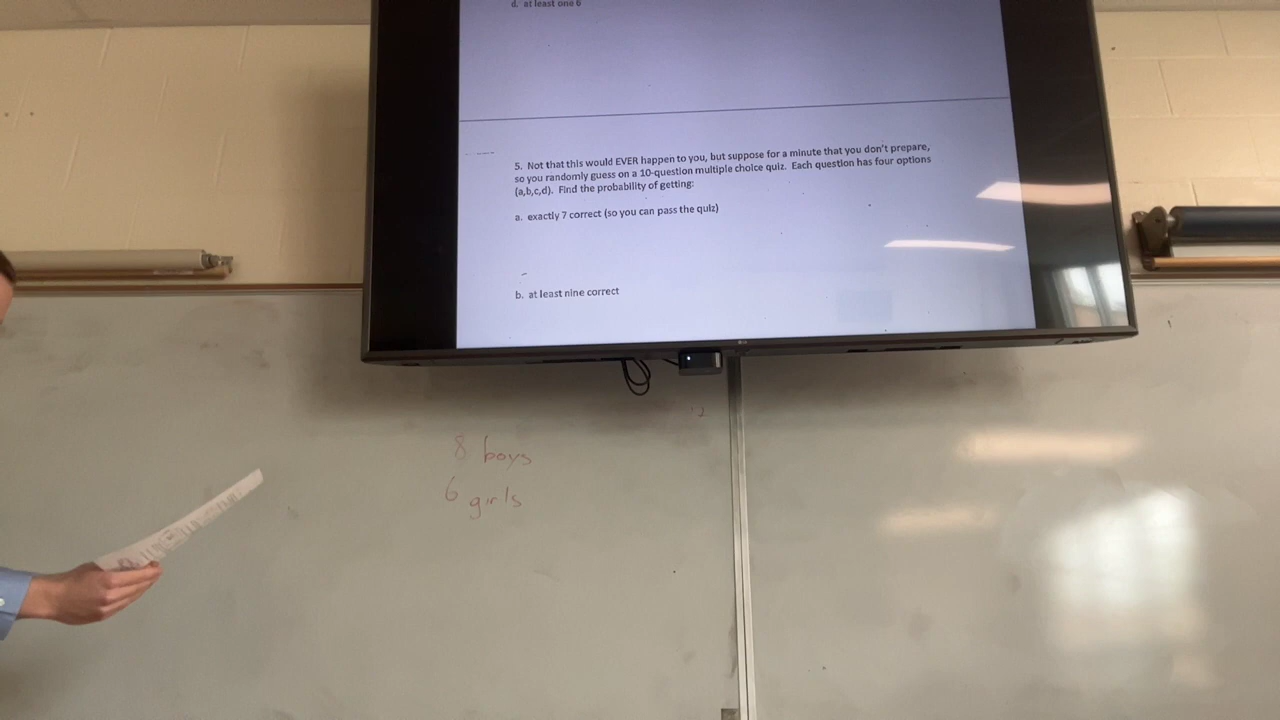 d. at least one 6
5. Not that this would EVER happen to you, but suppose for a minute that you don't prepare,
so you randomly guess on a 10-question multiple choice quiz. Each question has four options
(a,b,c,d). Find the probability of getting:
a. exactly 7 correct (so you can pass the quiz)
b. at least nine correct
8 boys
6 girls